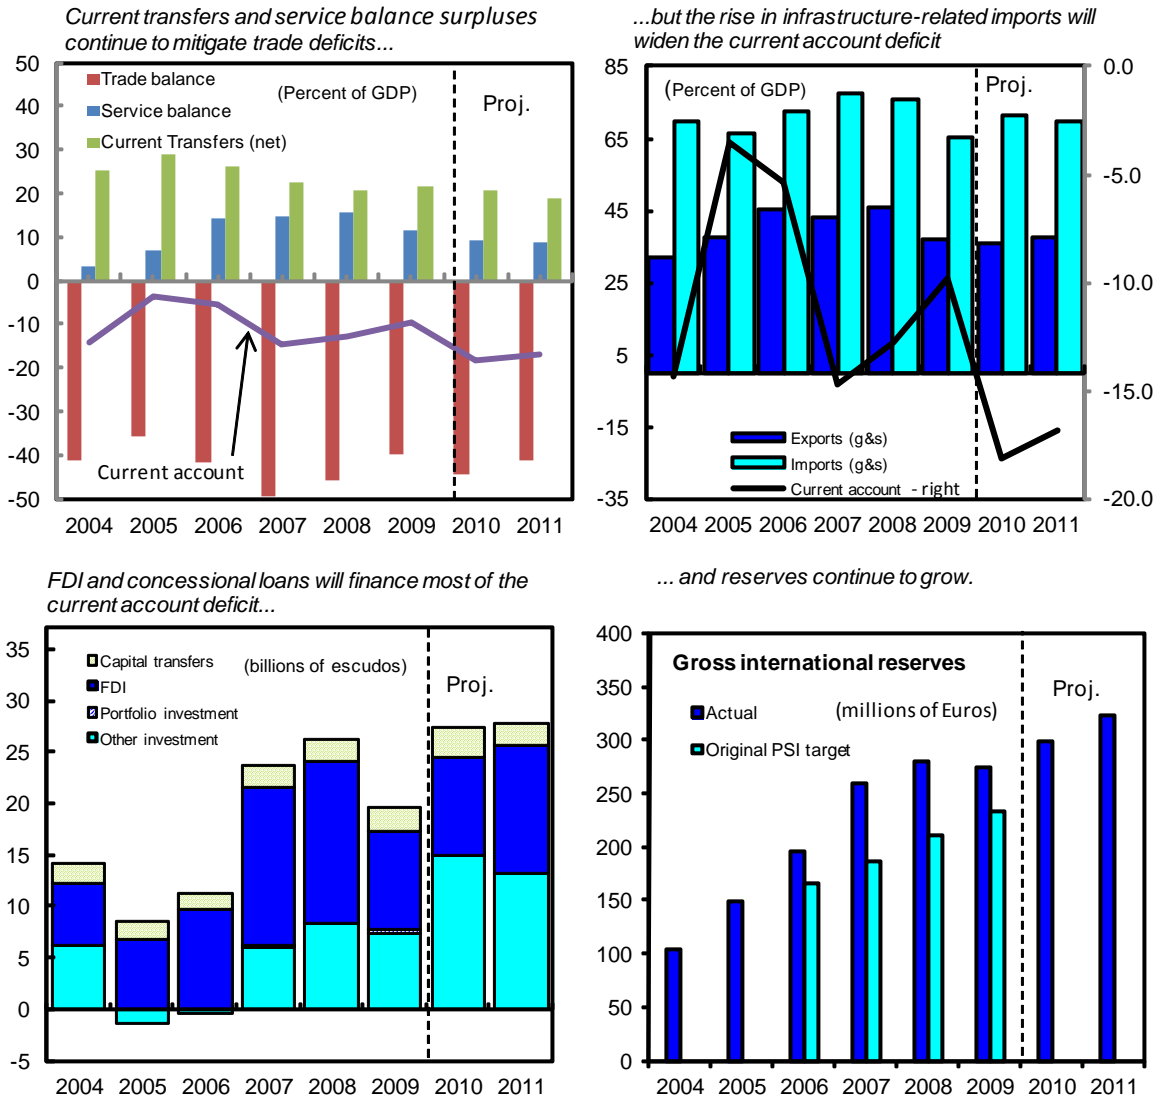 Current transfers and service balance surpluses
continue to mitigate trade deficits...
50
40
30
20
10
0
-10
-20
-30
-40
-50
Trade balance
Service balance
Current Transfers (net)
(Percent of GDP)
Proj.
Current account
2004 2005 2006 2007 2008 2009 2010 2011
...but the rise in infrastructure-related imports will
widen the current account deficit
85
65
45
25
5
-15
-35
(Percent of GDP)
Proj.
0.0
-5.0
-10.0
-15.0
-20.0
Exports (g&s)
Imports (g&s)
Current account - right
2004 2005 2006 2007 2008 2009 2010 2011
FDI and concessional loans will finance most of the
current account deficit...
35
30
25
20
15
10
5
0
-5
Capital transfers
FDI
Portfolio investment
Other investment
(billions of escudos)
Proj.
2004 2005 2006 2007 2008 2009 2010 2011
... and reserves continue to grow.
400
350
300
250
200
150
100
50
0
Gross international reserves
Actual
(millions of Euros)
Original PSI target
Proj.
2004 2005 2006 2007 2008 2009 2010 2011